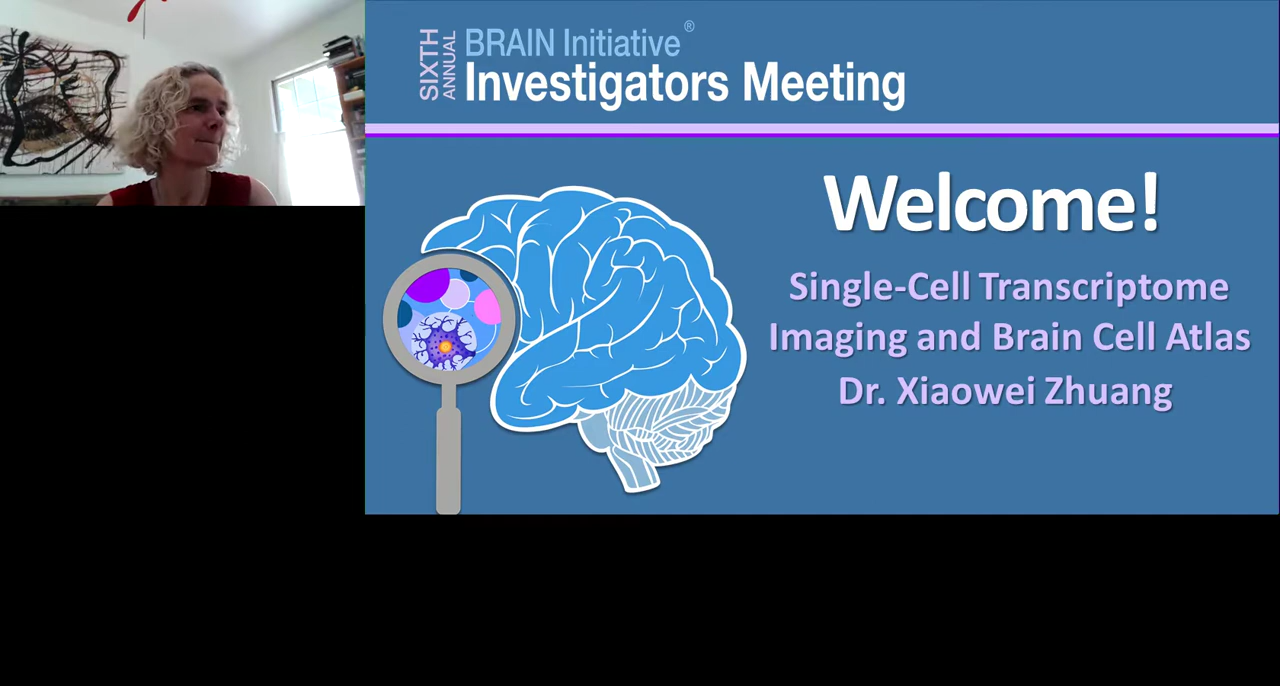 SIXTH
ANNUAL
BRAIN Initiative®
Investigators Meeting
Welcome!
Single-Cell Transcriptome
Imaging and Brain Cell Atlas
Dr. Xiaowei Zhuang